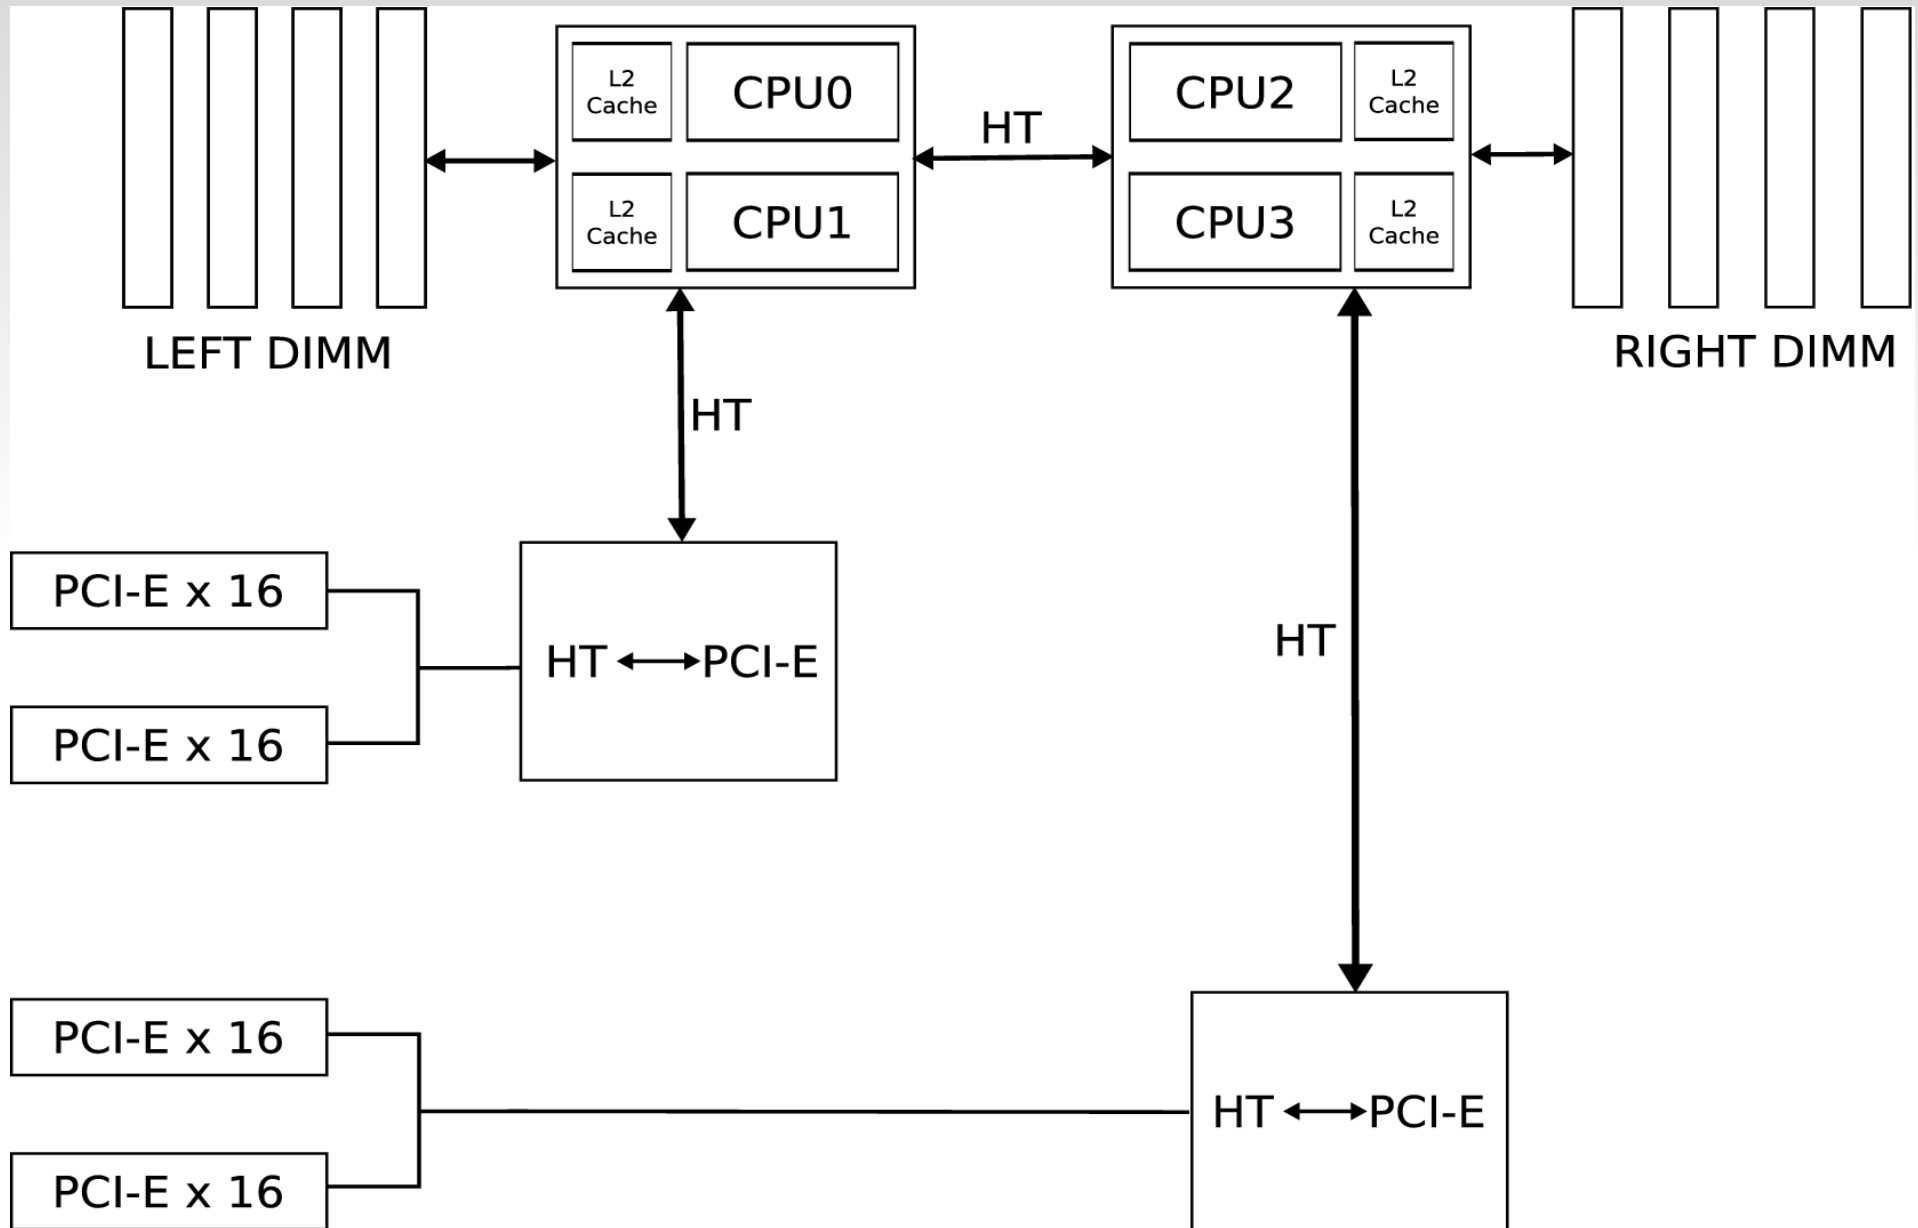 L2
Cache
CPU0
L2
Cache
CPU1
HT
CPU2
L2
Cache
CPU3
L2
Cache
LEFT DIMM
RIGHT DIMM
HT
HT
PCI-E x 16
PCI-E x 16
HT PCI-E
PCI-E x 16
PCI-E x 16
HT PCI-E